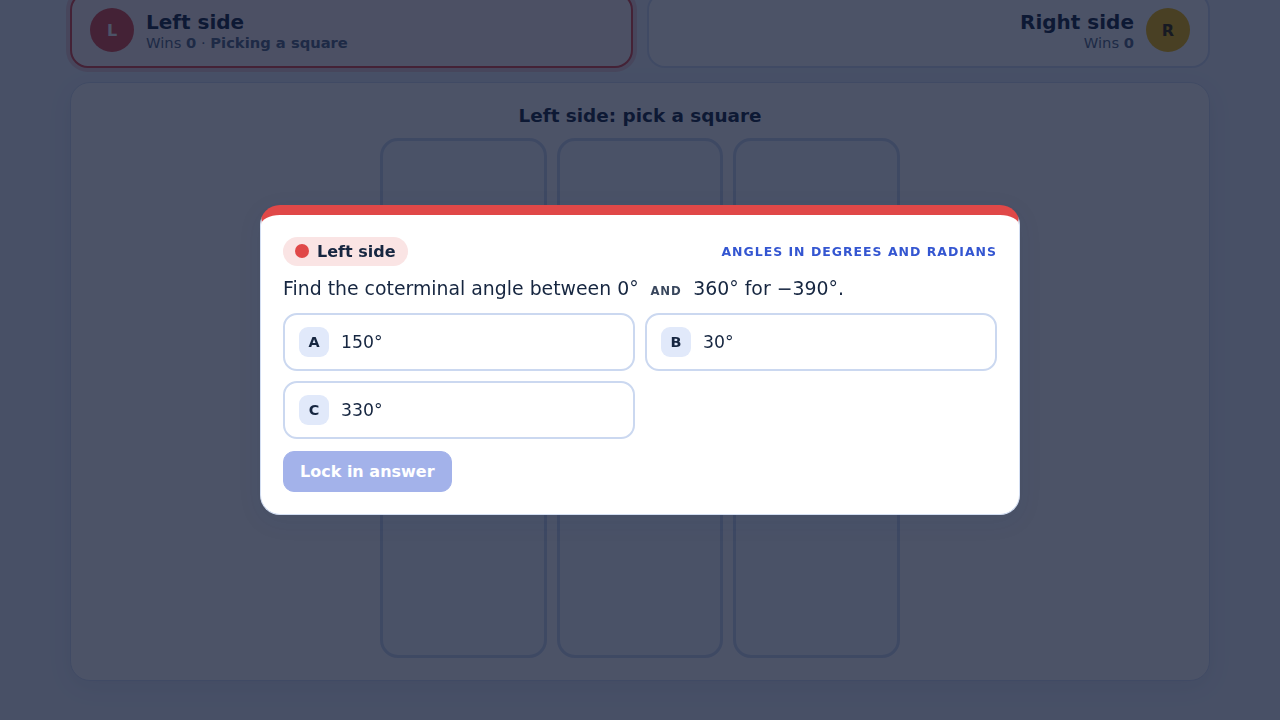 L
Left side
Wins 0 · Picking a square
Right side
Wins 0
R
Left side: pick a square
Left side
ANGLES IN DEGREES AND RADIANS
Find the coterminal angle between 0° AND 360° for −390°.
A 150°
B 30°
C 330°
Lock in answer